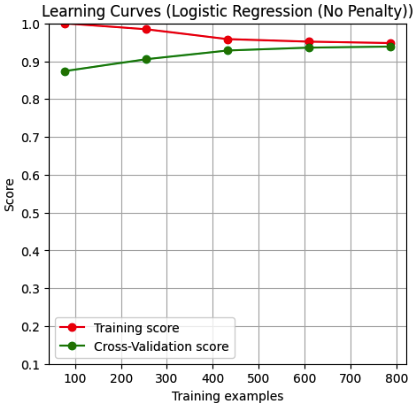 Learning Curves (Logistic Regression (No Penalty))
1.0
0.9
0.8
0.7
0.6
0.5
0.4
0.3
0.2
0.1
Score
Training score
Cross-Validation score
100 200 300 400 500 600 700 800
Training examples